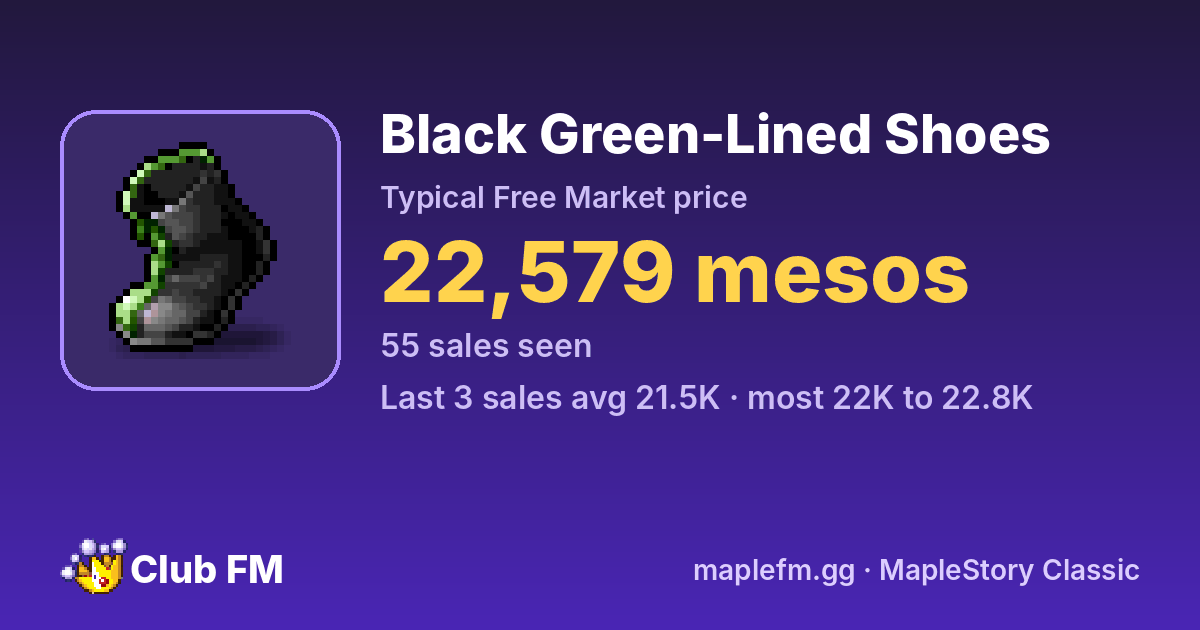 Black Green-Lined Shoes
Typical Free Market price
22,579 mesos
55 sales seen
Last 3 sales avg 21.5K · most 22K to 22.8K
Club FM
maplefm.gg · MapleStory Classic